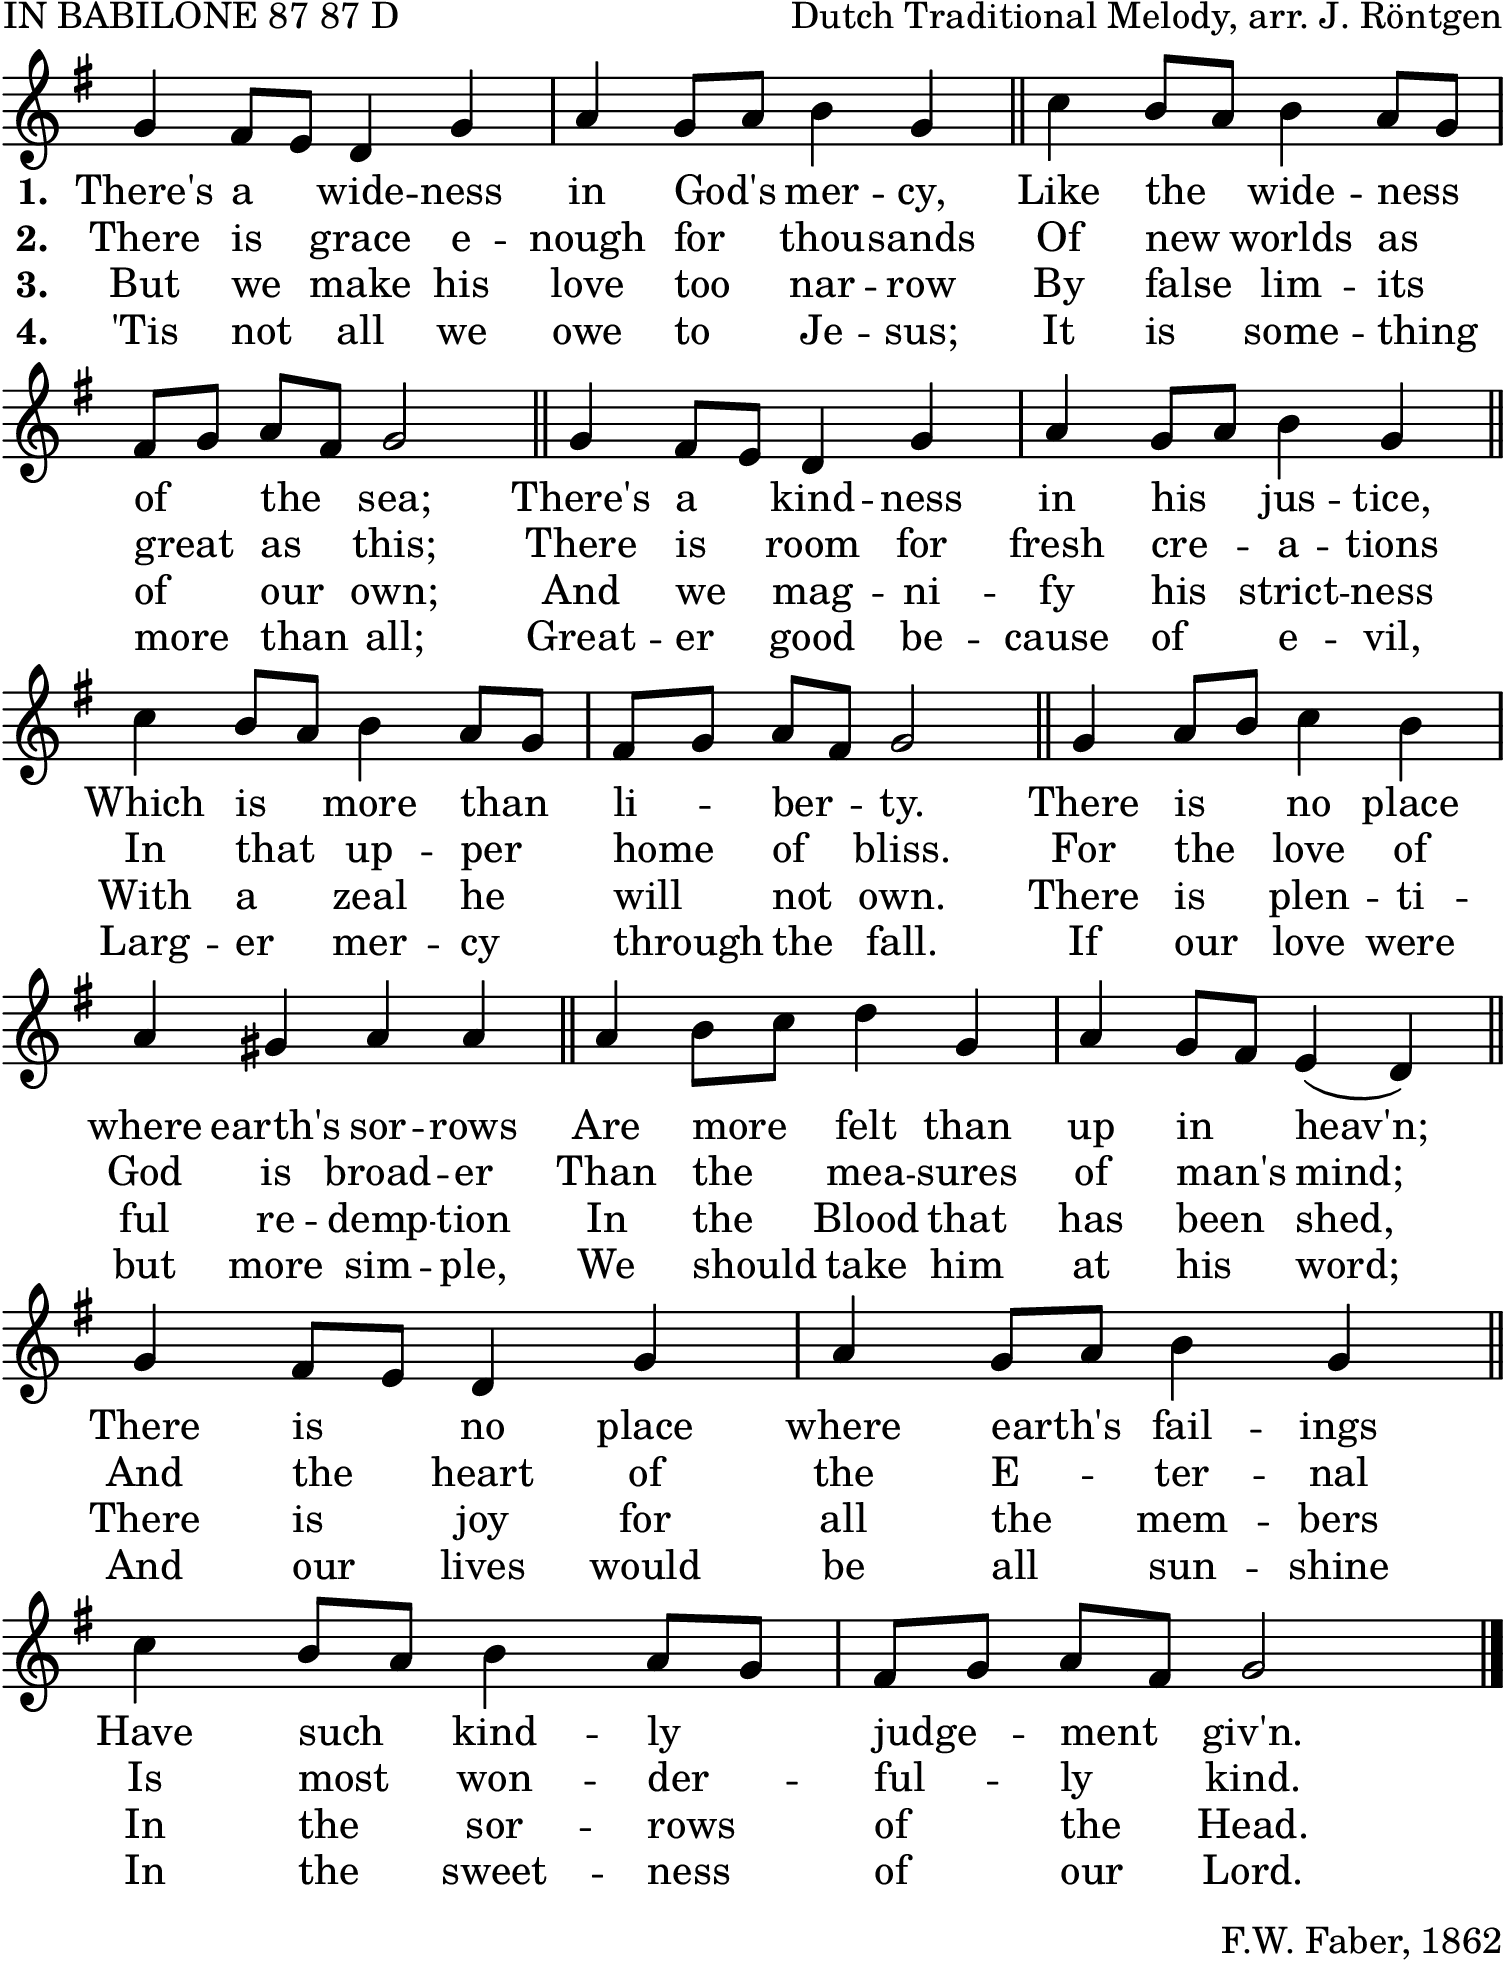 IN BABILONE 87 87 D
Dutch Traditional Melody, arr. J. Röntgen
1. There's a wide -- ness in God's mer -- cy, Like the wide -- ness
2. There is grace e -- nough for thou -- sands Of new worlds as
3. But we make his love too nar -- row By false lim -- its
4. 'Tis not all we owe to Je -- sus; It is some -- thing
of the sea; There's a kind -- ness in his jus -- tice,
great as this; There is room for fresh cre -- a -- tions
of our own; And we mag -- ni -- fy his strict -- ness
more than all; Great -- er good be -- cause of e -- vil,
Which is more than li -- ber -- ty. There is no place
In that up -- per home of bliss. For the love of
With a zeal he will not own. There is plen -- ti --
Larg -- er mer -- cy through the fall. If our love were
where earth's sor -- rows Are more felt than up in heav'n;
God is broad -- er Than the mea -- sures of man's mind;
ful re -- demp -- tion In the Blood that has been shed,
but more sim -- ple, We should take him at his word;
There is no place where earth's fail -- ings
And the heart of the E -- ter -- nal
There is joy for all the mem -- bers
And our lives would be all sun -- shine
Have such kind -- ly judge -- ment giv'n.
Is most won -- der -- ful -- ly kind.
In the sor -- rows of the Head.
In the sweet -- ness of our Lord.
F.W. Faber, 1862